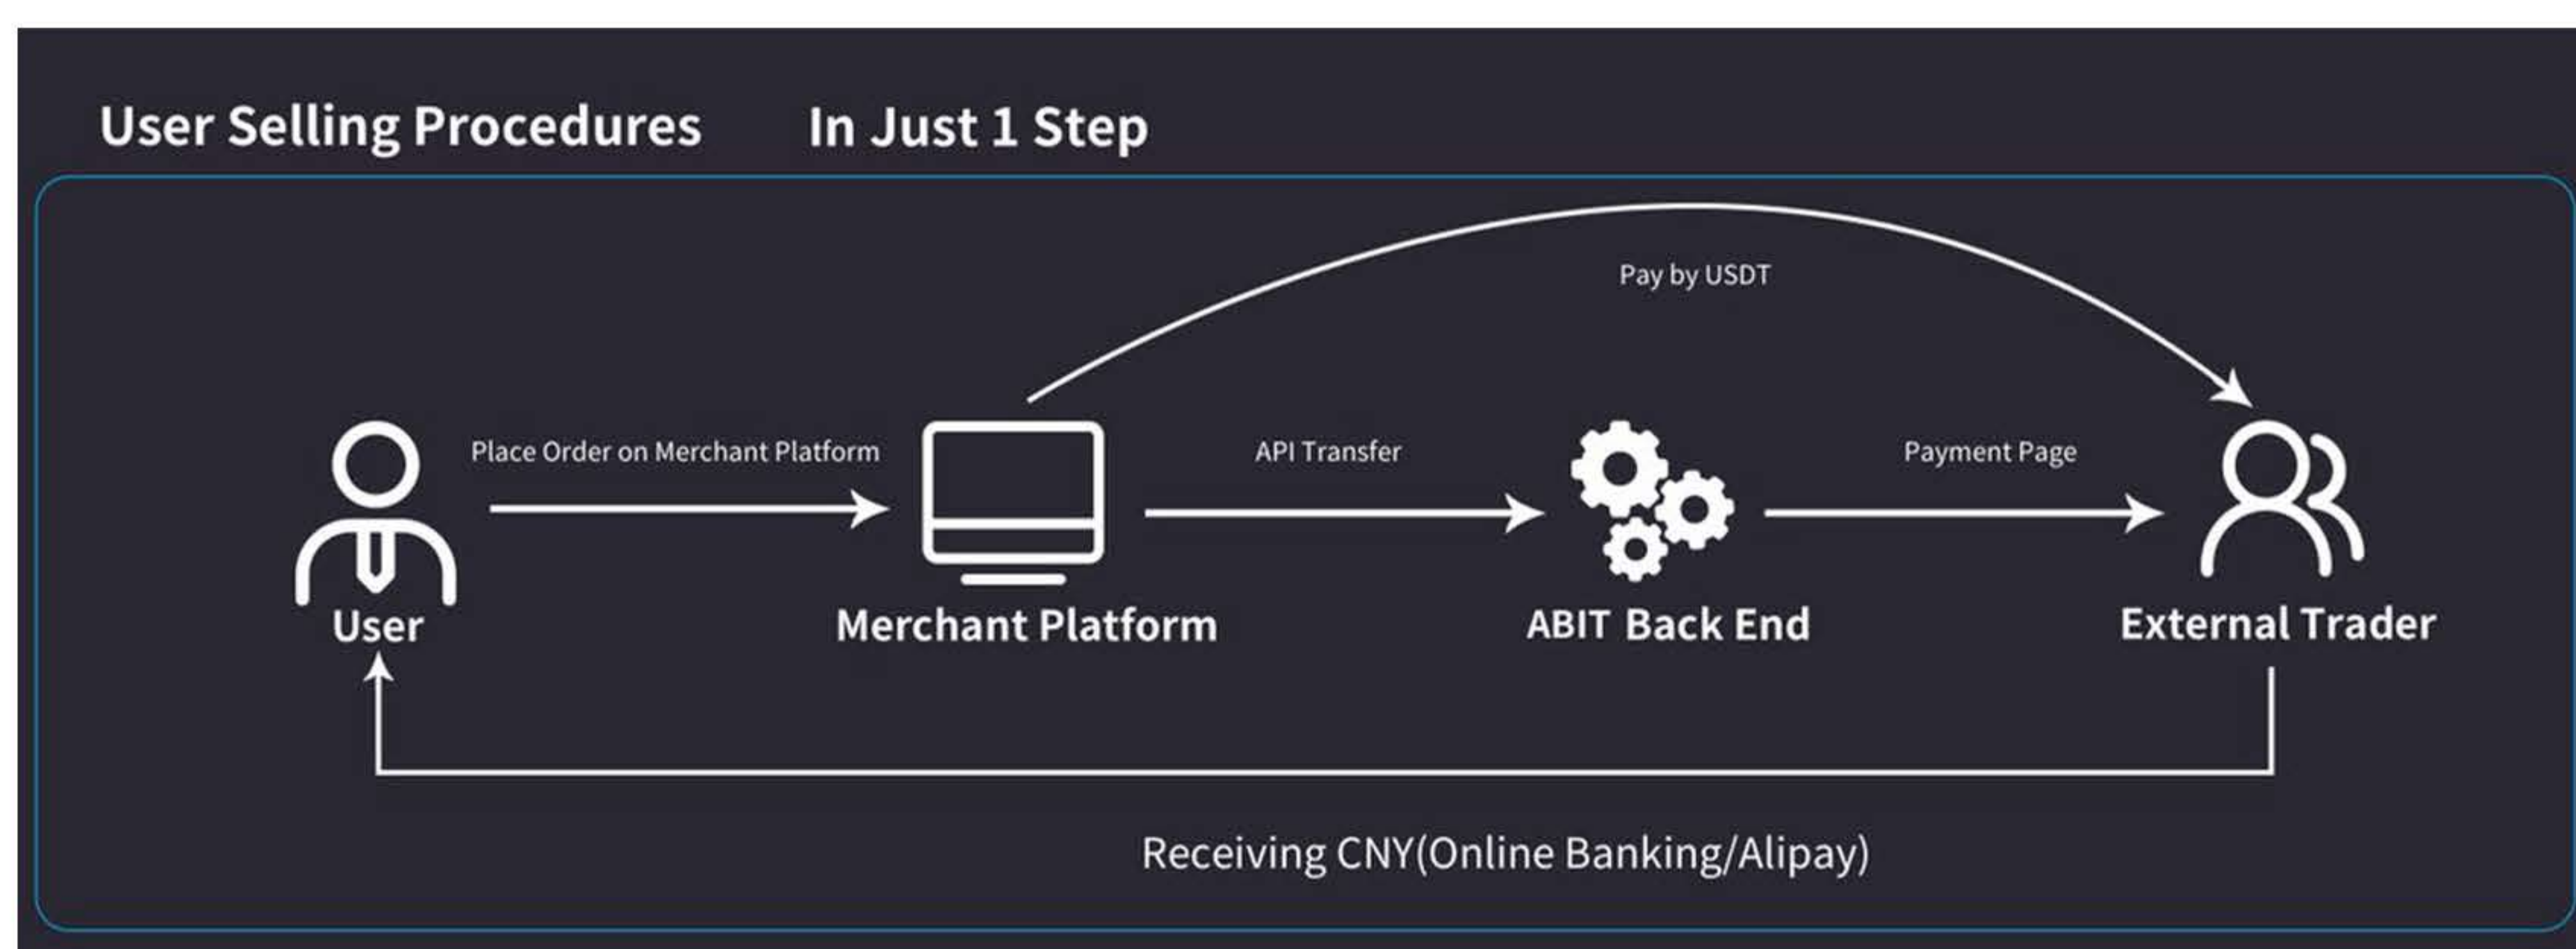 User Selling Procedures In Just 1 Step
Pay by USDT
Place Order on Merchant Platform
API Transfer
Payment Page
User
Merchant Platform
ABIT Back End
External Trader
Receiving CNY(Online Banking/Alipay)